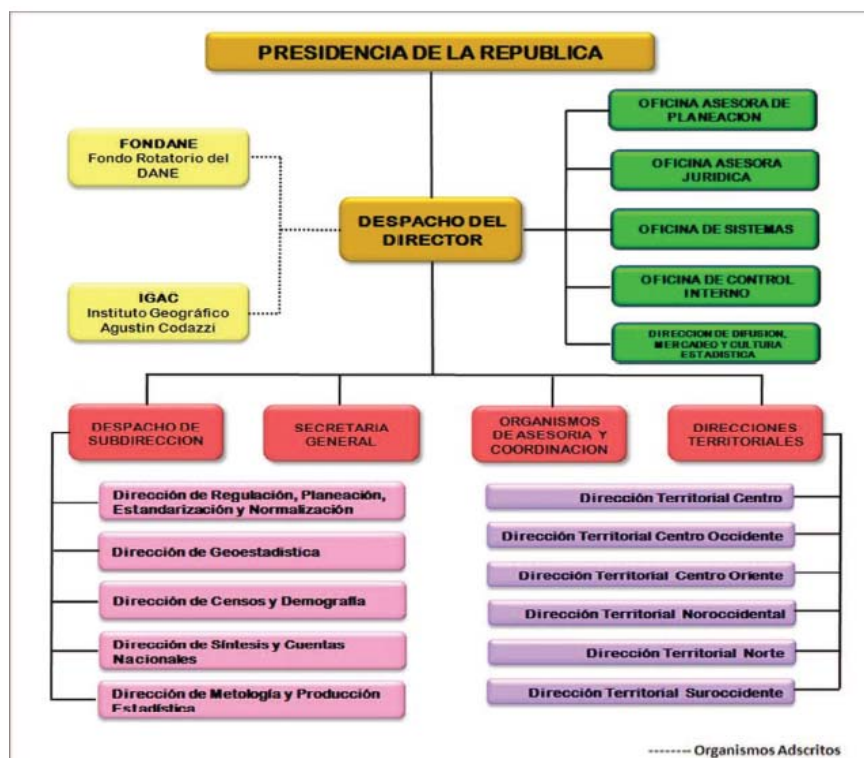 PRESIDENCIA DE LA REPUBLICA
FONDANE
Fondo Rotatorio del
DANE
IGAC
Instituto Geográfico
Agustin Codazzi
DESPACHO DEL
DIRECTOR
OFICINA ASESORA DE
PLANEACION
OFICINA ASESORA
JURIDICA
OFICINA DE SISTEMAS
OFICINA DE CONTROL
INTERNO
DIRECCION DE DIFUSION,
MERCADEO Y CULTURA
ESTADISTICA
DESPACHO DE
SUBDIRECCION
SECRETARIA
GENERAL
ORGANISMOS
DE ASESORIA Y
COORDINACION
DIRECCIONES
TERRITORIALES
Dirección de Regulación, Planeación,
Estandarización y Normalización
Dirección de Geoestadística
Dirección de Censos y Demografía
Dirección de Síntesis y Cuentas
Nacionales
Dirección de Metología y Producción
Estadística
Dirección Territorial Centro
Dirección Territorial Centro Occidente
Dirección Territorial Centro Oriente
Dirección Territorial Noroccidental
Dirección Territorial Norte
Dirección Territorial Suroccidente
-------- Organismos Adscritos